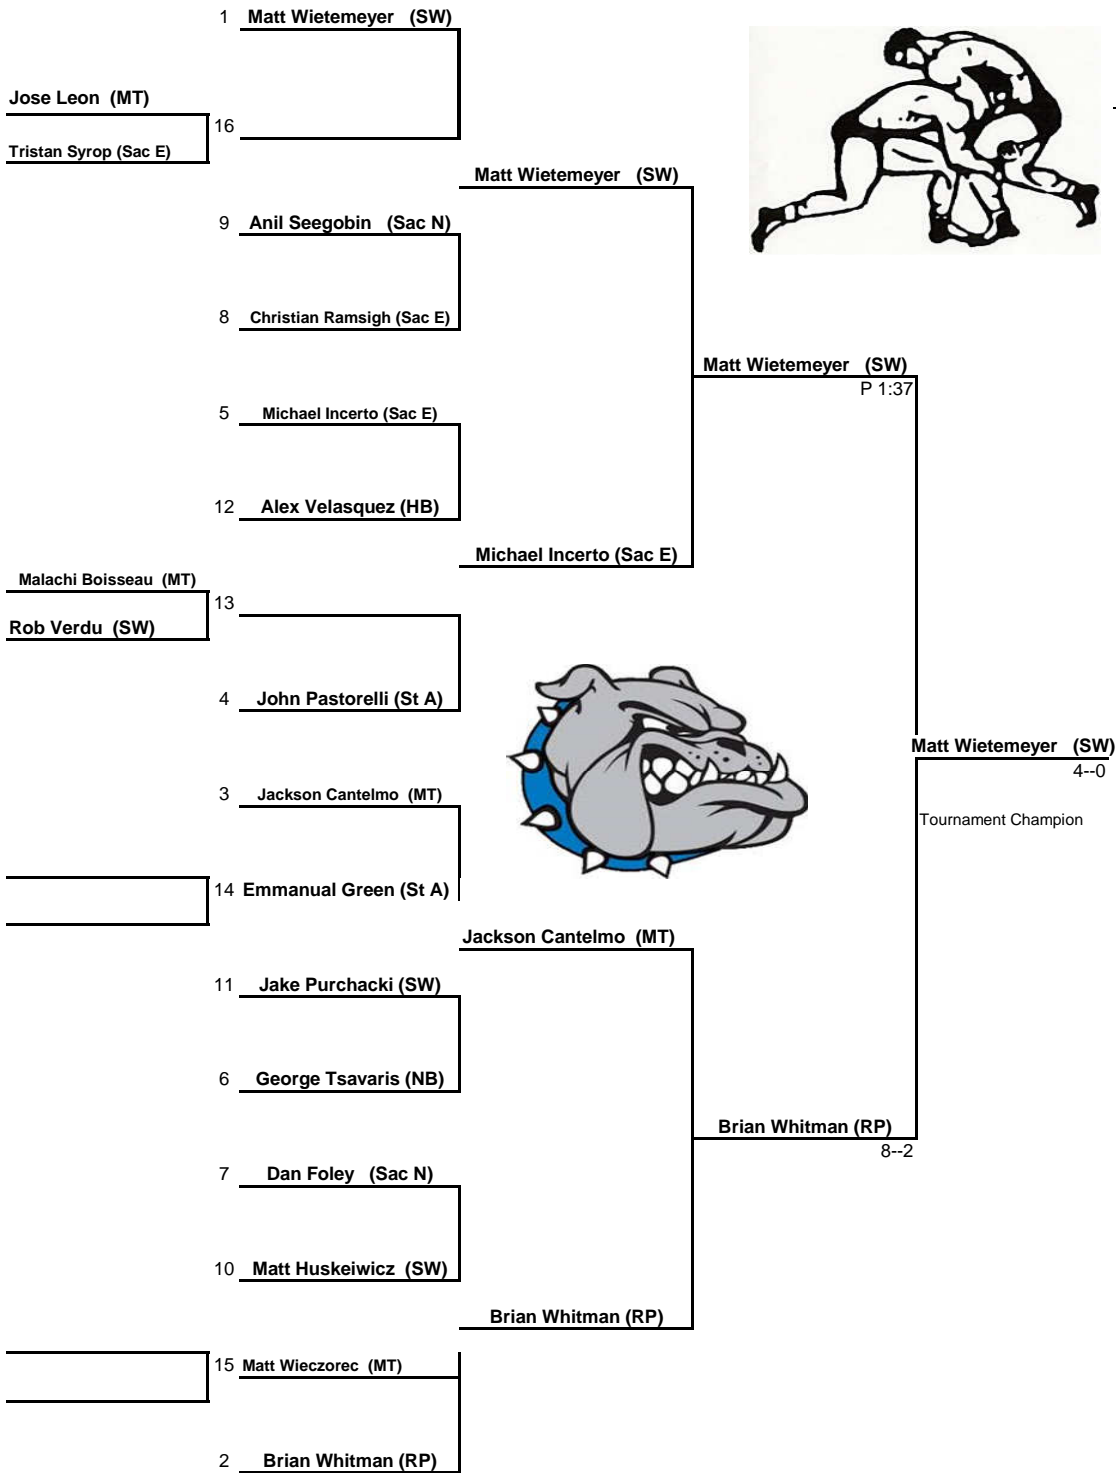 1 Matt Wietemeyer (SW)
Jose Leon (MT)
16
Tristan Syrop (Sac E)
Matt Wietemeyer (SW)
9 Anil Seegobin (Sac N)
8 Christian Ramsigh (Sac E)
Matt Wietemeyer (SW)
P 1:37
5 Michael Incerto (Sac E)
12 Alex Velasquez (HB)
Michael Incerto (Sac E)
Malachi Boisseau (MT)
13
Rob Verdu (SW)
4 John Pastorelli (St A)
Matt Wietemeyer (SW)
4--0
3 Jackson Cantelmo (MT)
Tournament Champion
14 Emmanual Green (St A)
Jackson Cantelmo (MT)
11 Jake Purchacki (SW)
6 George Tsavaris (NB)
Brian Whitman (RP)
8--2
7 Dan Foley (Sac N)
10 Matt Huskeiwicz (SW)
Brian Whitman (RP)
15 Matt Wieczorec (MT)
2 Brian Whitman (RP)